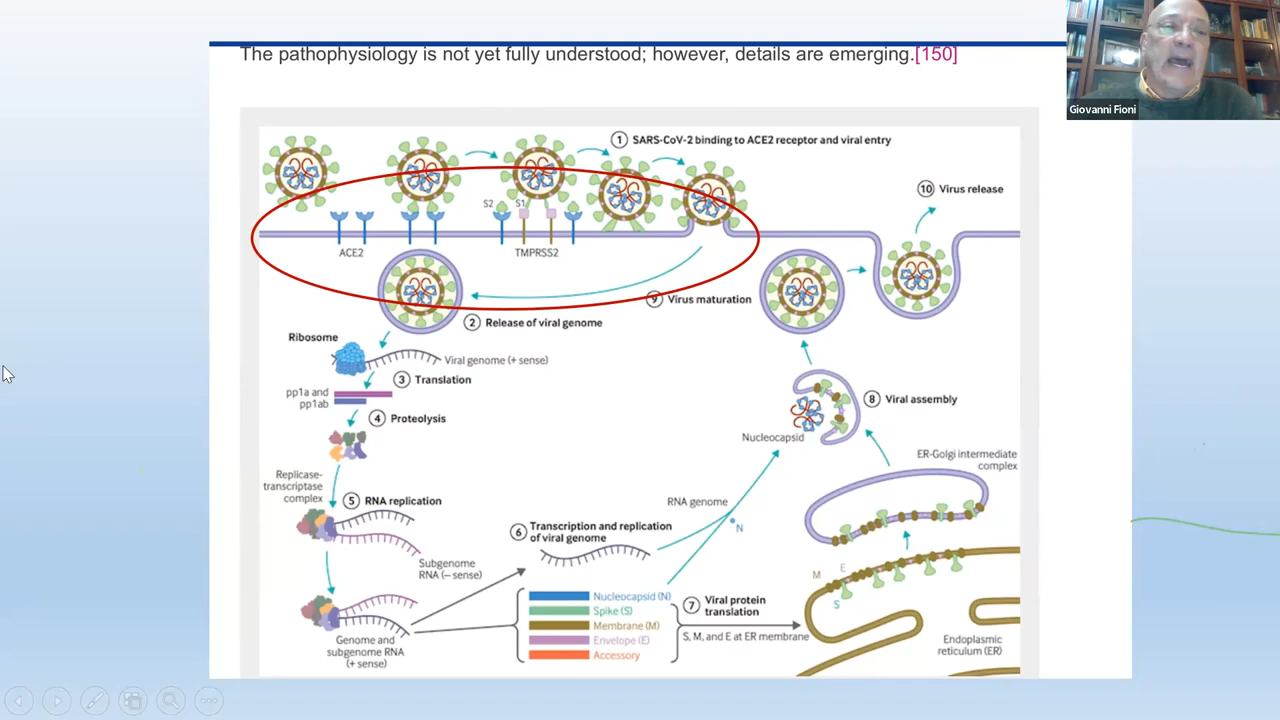 The pathophysiology is not yet fully understood; however, details are emerging.[150]
Giovanni Fioni
1 SARS-CoV-2 binding to ACE2 receptor and viral entry
10 Virus release
S2 S1
ACE2
TMPRSS2
9 Virus maturation
2 Release of viral genome
Ribosome
Viral genome (+ sense)
3 Translation
pp1a and
pp1ab
4 Proteolysis
8 Viral assembly
Nucleocapsid
ER-Golgi intermediate
complex
Replicase-
transcriptase
complex
5 RNA replication
RNA genome
N
6 Transcription and replication
of viral genome
Subgenome
RNA (– sense)
M
E
S
Nucleocapsid (N)
Spike (S)
Membrane (M)
Envelope (E)
Accessory
7 Viral protein
translation
S, M, and E at ER membrane
Genome and
subgenome RNA
(+ sense)
Endoplasmic
reticulum (ER)